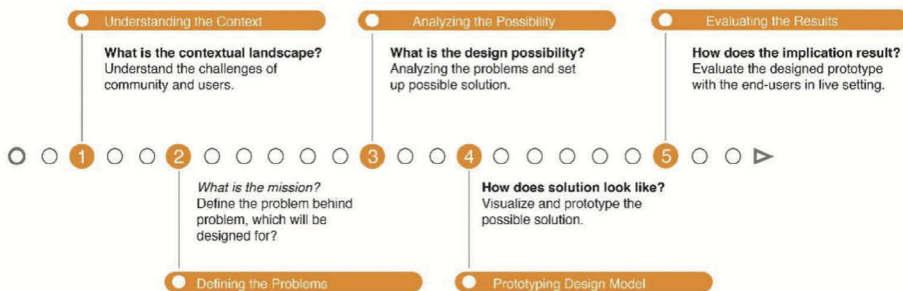 Understanding the Context
What is the contextual landscape?
Understand the challenges of
community and users.
Analyzing the Possibility
What is the design possibility?
Analyzing the problems and set
up possible solution.
Evaluating the Results
How does the implication result?
Evaluate the designed prototype
with the end-users in live setting.
1 2 3 4 5
What is the mission?
Define the problem behind
problem, which will be
designed for?
Defining the Problems
How does solution look like?
Visualize and prototype the
possible solution.
Prototyping Design Model